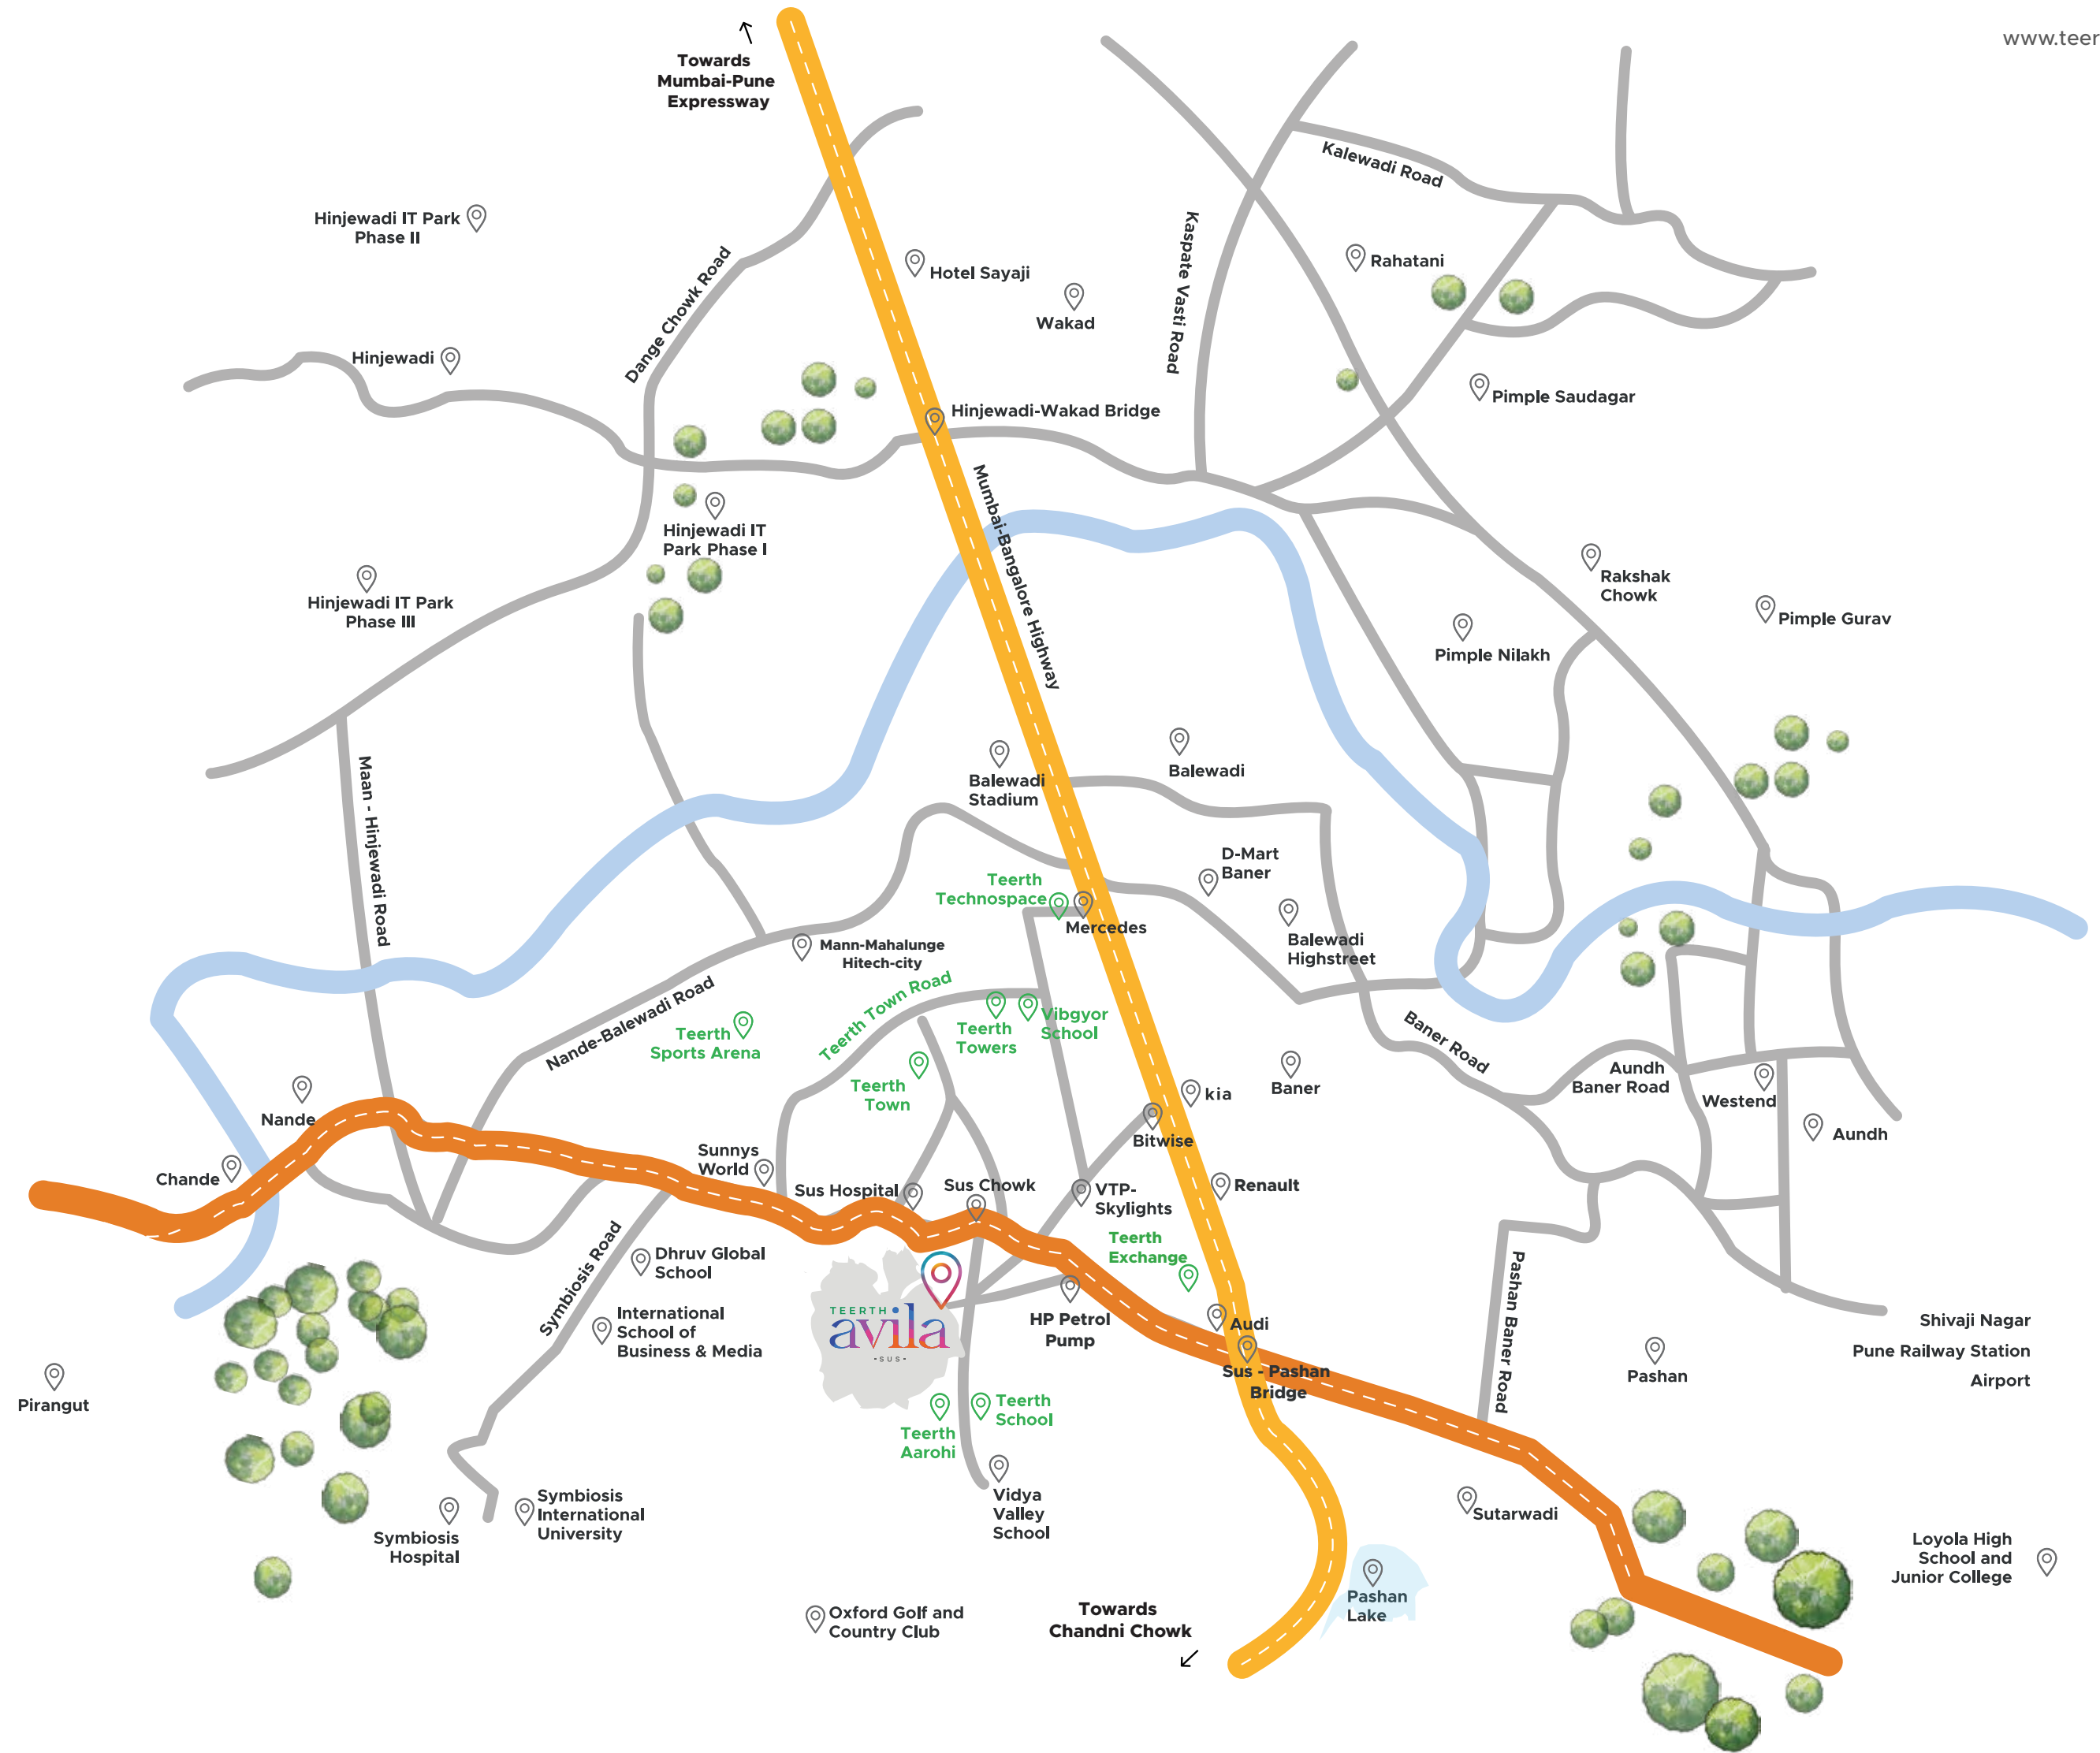 www.teer
Towards
Mumbai-Pune
Expressway
Kalewadi Road
Hinjewadi IT Park
Phase II
Kaspate Vasti Road
Rahatani
Hotel Sayaji
Dange Chowk Road
Wakad
Hinjewadi
Pimple Saudagar
Hinjewadi-Wakad Bridge
Mumbai-Bangalore Highway
Hinjewadi IT
Park Phase I
Rakshak
Chowk
Hinjewadi IT Park
Phase III
Pimple Gurav
Pimple Nilakh
Maan - Hinjewadi Road
Balewadi
Stadium
Balewadi
D-Mart
Baner
Teerth
Technospace
Mercedes
Balewadi
Highstreet
Mann-Mahalunge
Hitech-city
Nande-Balewadi Road
Teerth Town Road
Teerth
Sports Arena
Teerth
Towers
Vibgyor
School
Baner Road
Teerth
Town
kia
Baner
Aundh
Baner Road
Westend
Nande
Bitwise
Aundh
Sunnys
World
Chande
Sus Hospital
Sus Chowk
VTP-
Skylights
Renault
Symbiosis Road
Dhruv Global
School
Teerth
Exchange
Pashan Baner Road
International
School of
Business & Media
TEERTH
avila
- SUS -
HP Petrol
Pump
Audi
Sus - Pashan
Bridge
Pashan
Shivaji Nagar
Pune Railway Station
Airport
Pirangut
Teerth
School
Teerth
Aarohi
Vidya
Valley
School
Symbiosis
International
University
Symbiosis
Hospital
Sutarwadi
Loyola High
School and
Junior College
Pashan
Lake
Oxford Golf and
Country Club
Towards
Chandni Chowk